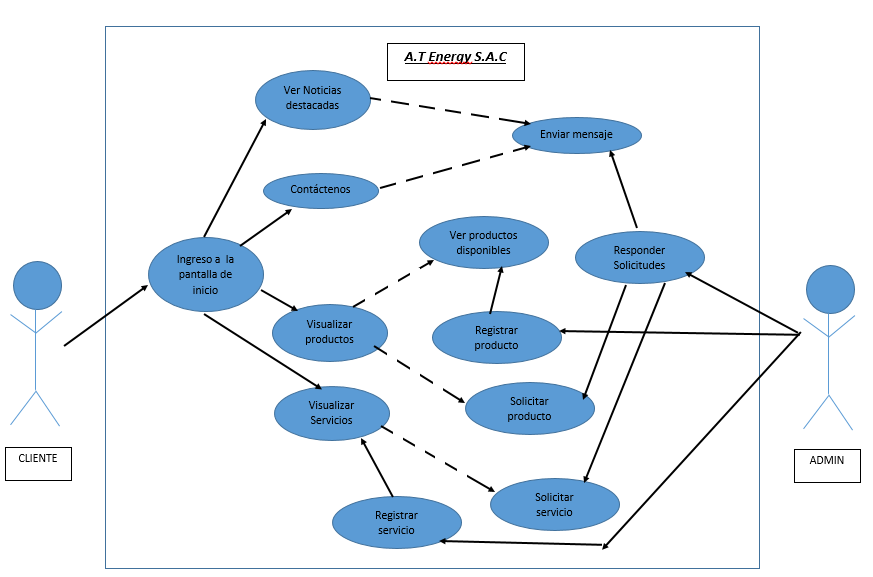 A.T Energy S.A.C
Ver Noticias
destacadas
Enviar mensaje
Contáctenos
Ver productos
disponibles
Responder
Solicitudes
Ingreso a la
pantalla de
inicio
Visualizar
productos
Registrar
producto
Visualizar
Servicios
Solicitar
producto
CLIENTE
ADMIN
Registrar
servicio
Solicitar
servicio